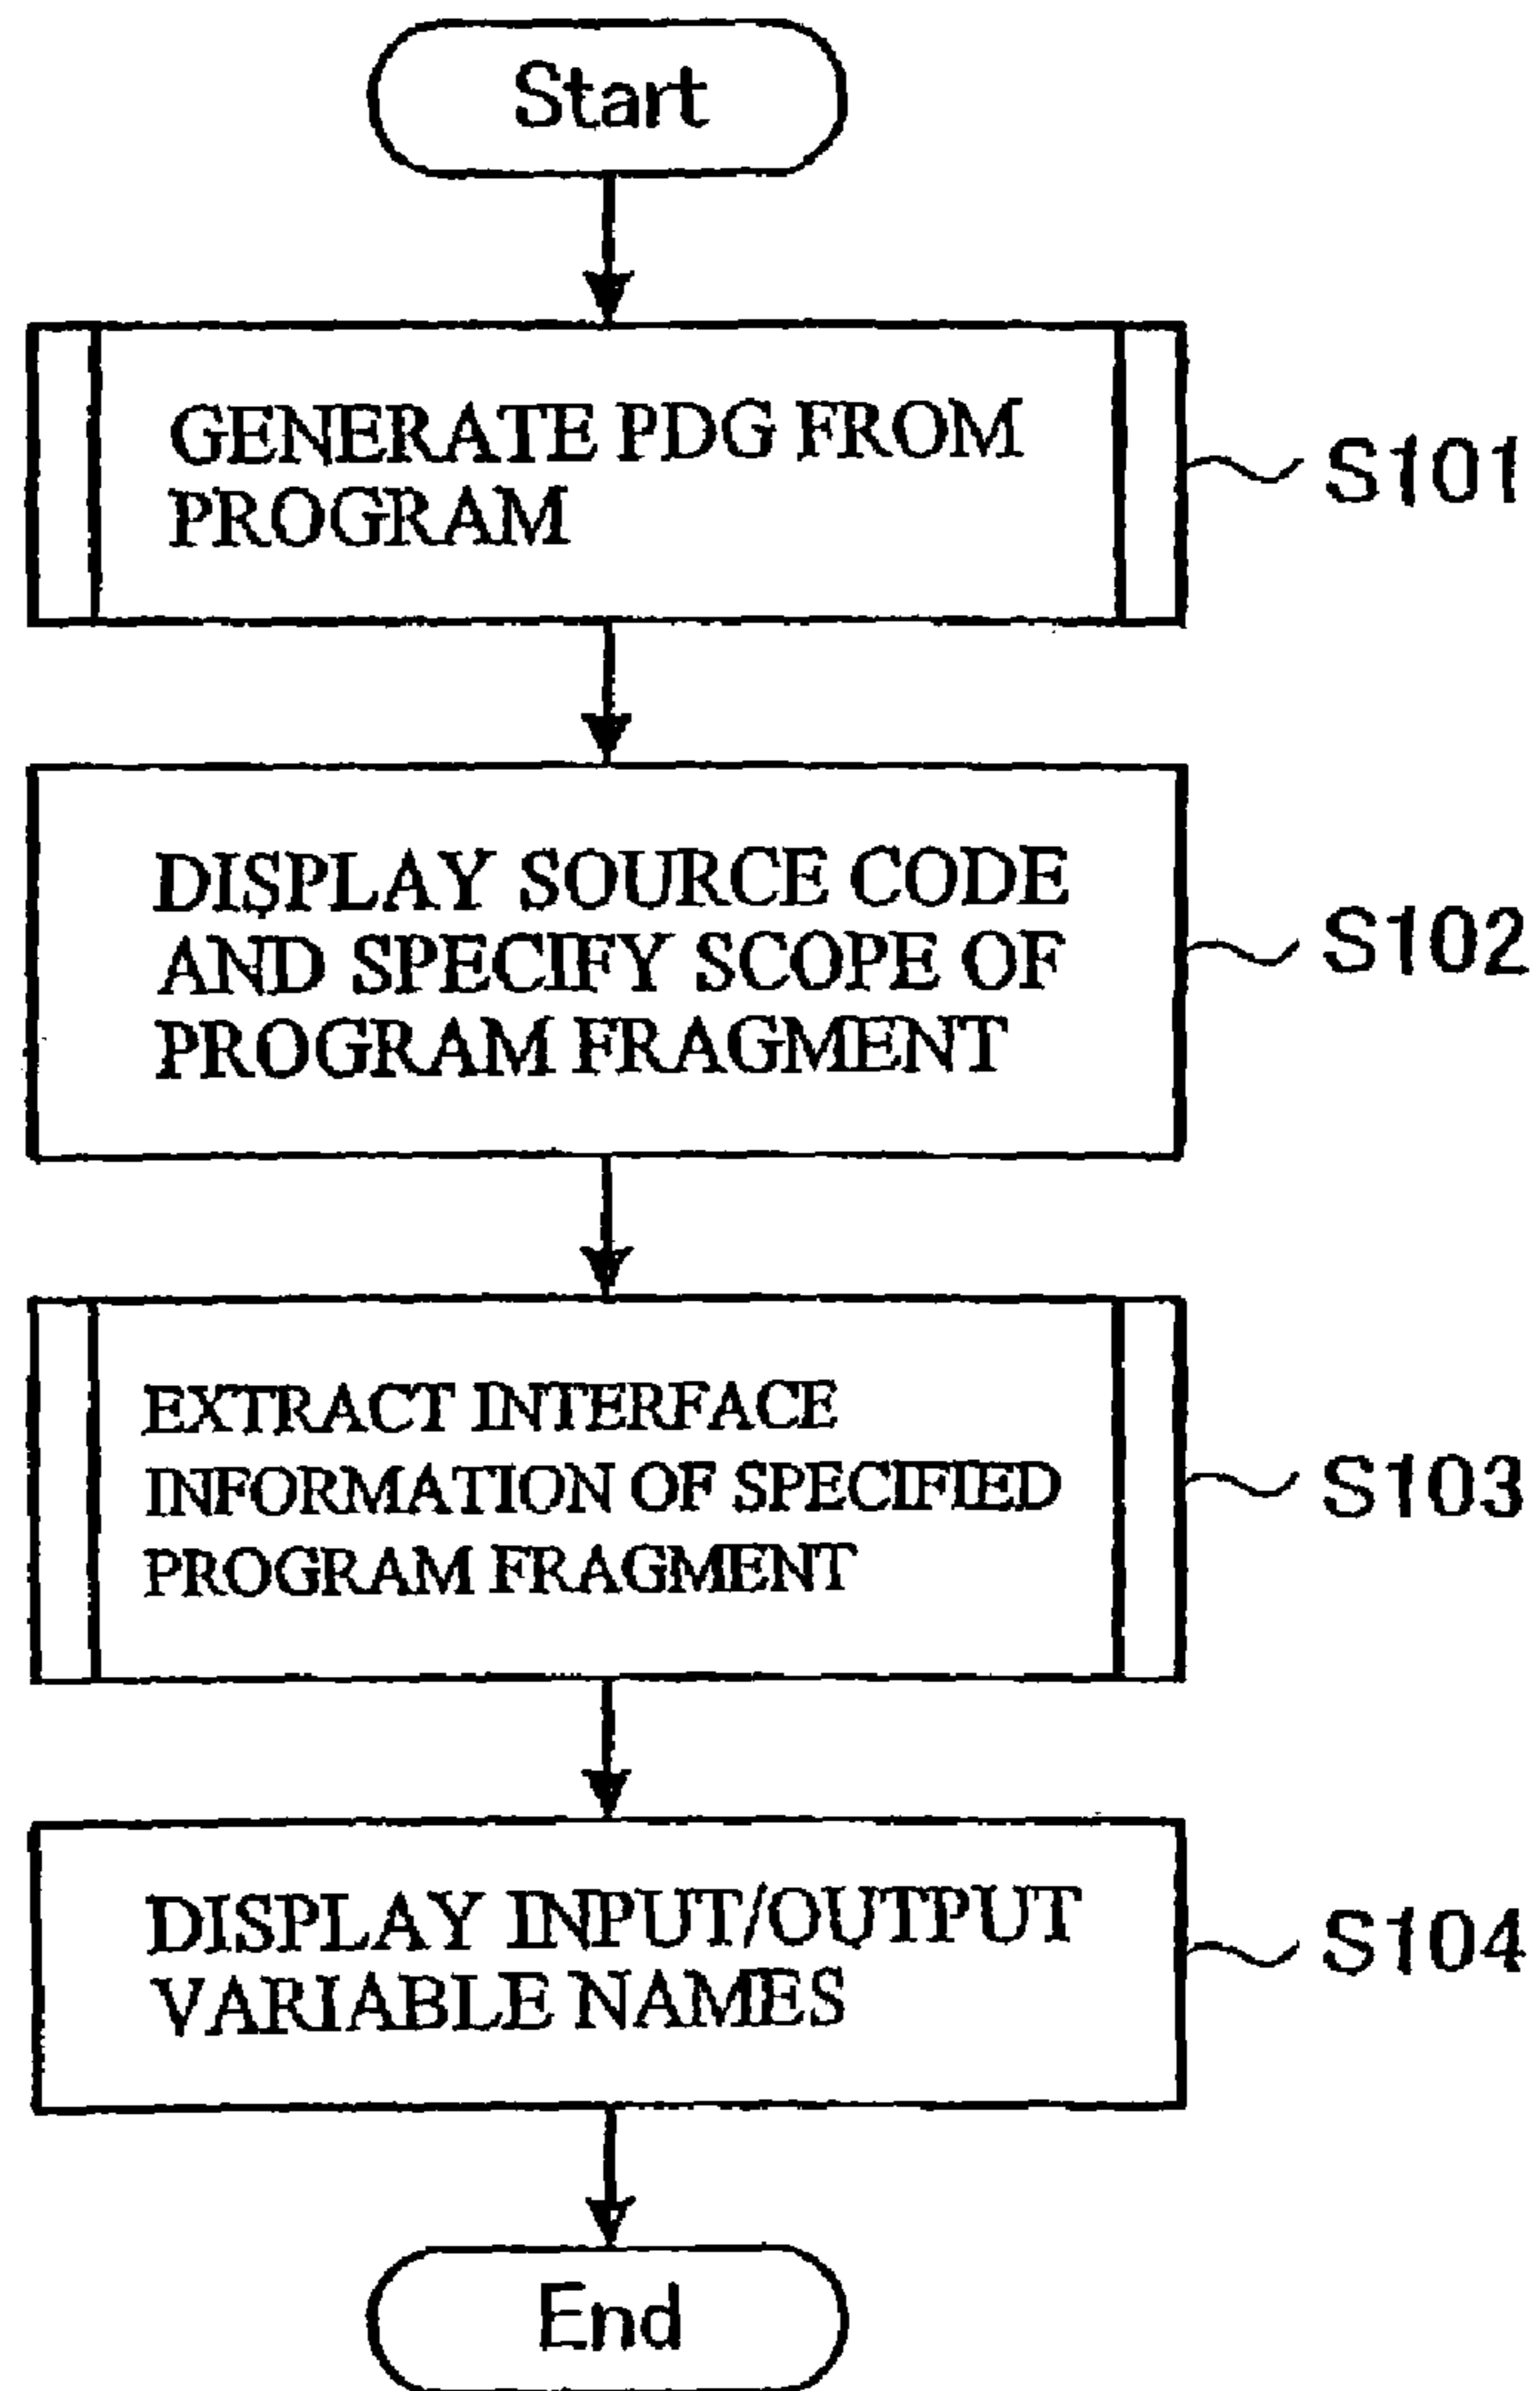 Start
GENERATE PDG FROM
PROGRAM
S101
DISPLAY SOURCE CODE
AND SPECIFY SCOPE OF
PROGRAM FRAGMENT
S102
EXTRACT INTERFACE
INFORMATION OF SPECIFIED
PROGRAM FRAGMENT
S103
DISPLAY INPUT/OUTPUT
VARIABLE NAMES
S104
End